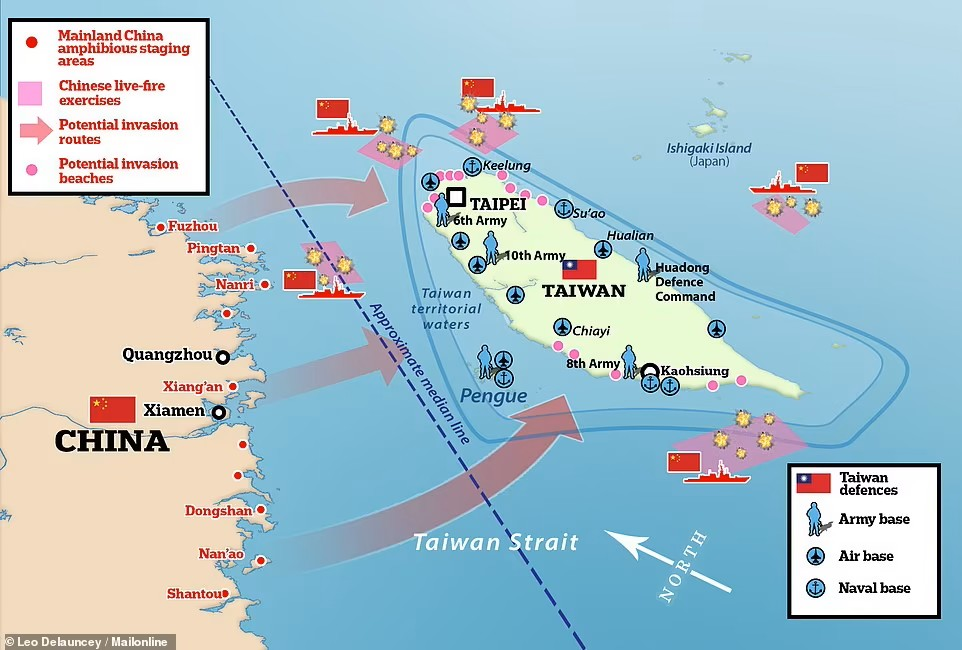 Mainland China
amphibious staging
areas
Chinese live-fire
exercises
Potential invasion
routes
Potential invasion
beaches
Ishigaki Island
(Japan)
Keelung
TAIPEI
6th Army
Su'ao
Fuzhou
Pingtan
Nanri
10th Army
Hualian
Huadong
Defence
Command
TAIWAN
Taiwan
territorial
waters
Approximate median line
Chiayi
Quangzhou
8th Army
Kaohsiung
Xiang'an
Pengue
Xiamen
CHINA
Dongshan
Nan'ao
Shantou
Taiwan Strait
NORTH
Taiwan
defences
Army base
Air base
Naval base
© Leo Delauncey / Mailonline